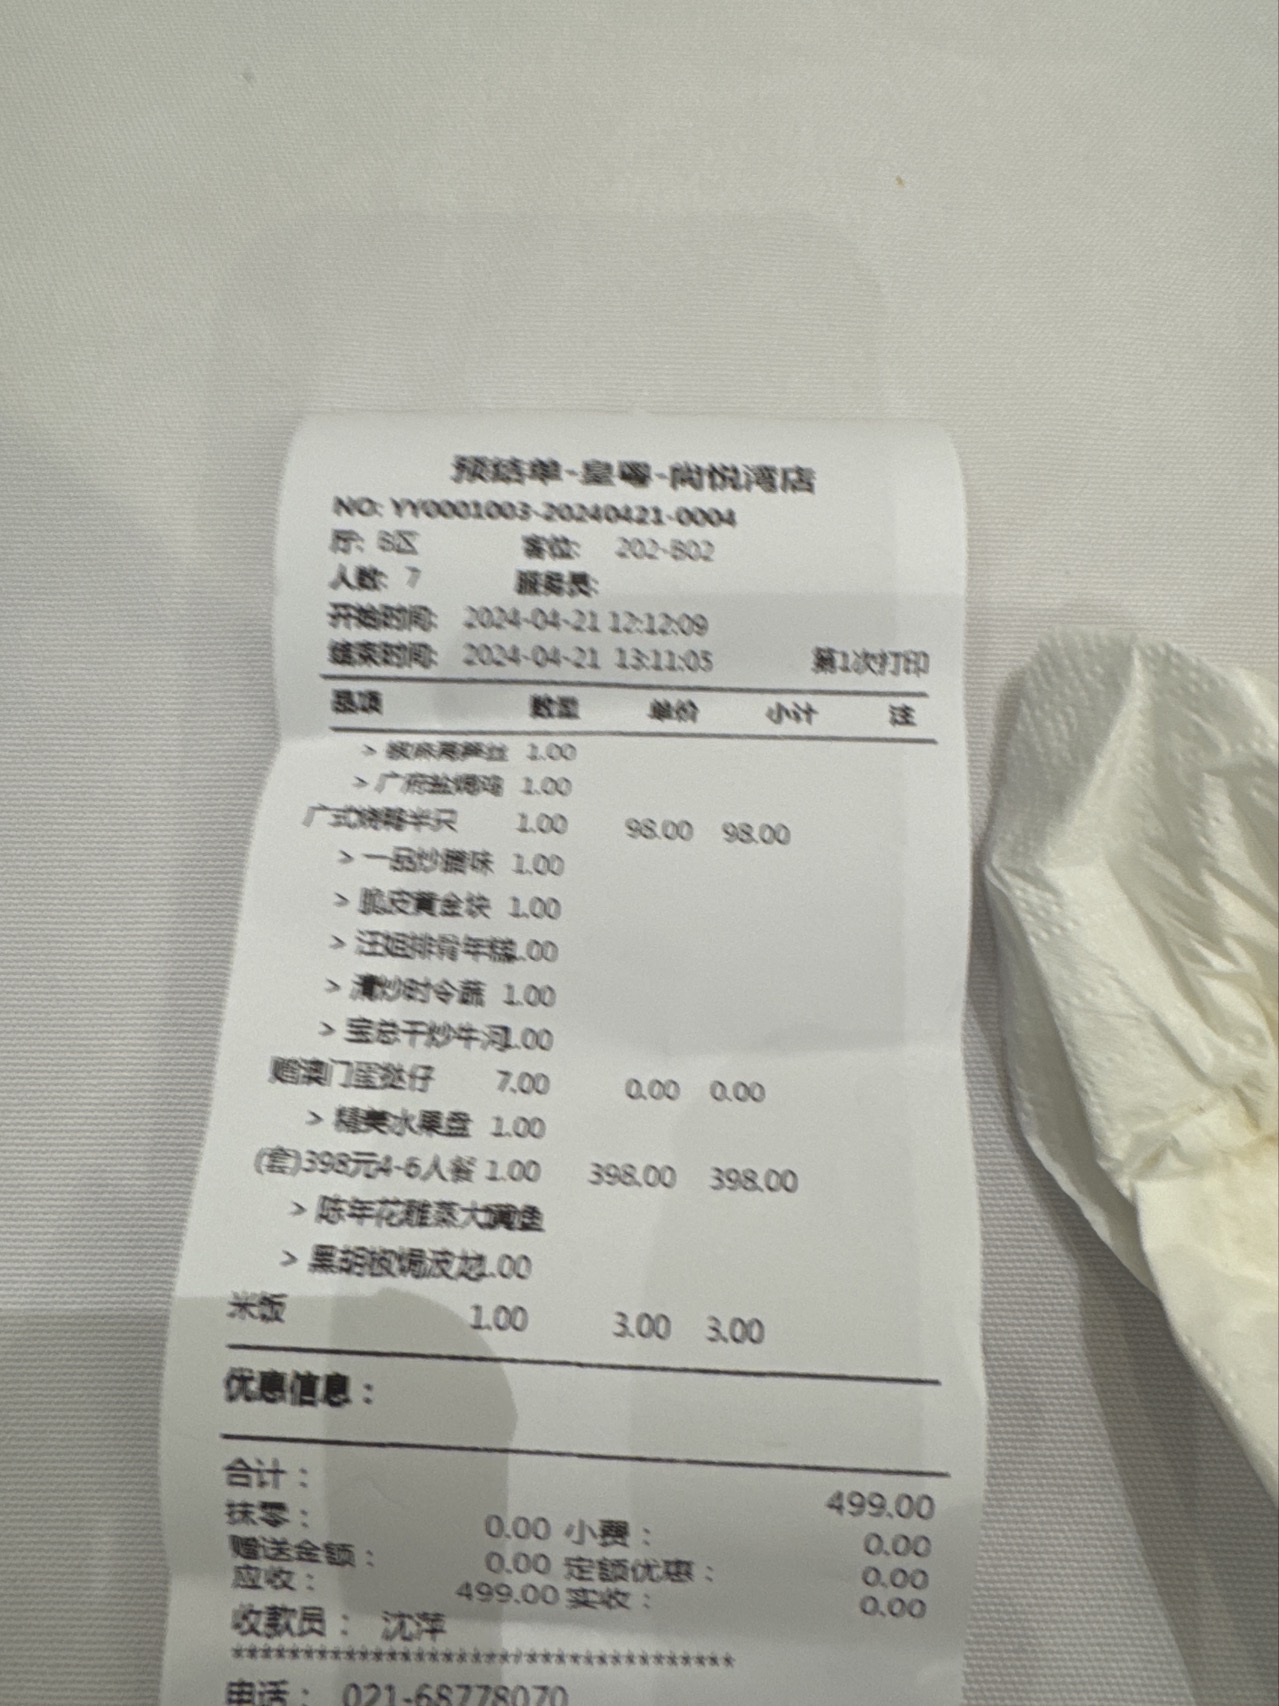 预结单-皇粤-尚悦湾店
NO: YY0001003-20240421-0004
厅: B区 客位: 202-B02
人数: 7 服务员:
开始时间: 2024-04-21 12:12:09
结束时间: 2024-04-21 13:11:05 第1次打印
品项 数量 单价 小计 注
> 丝 1.00
> 广府盐焗鸡 1.00
广式烧鹅半只 1.00 98.00 98.00
> 一品炒腊味 1.00
> 脆皮黄金块 1.00
> 汪姐排骨年糕1.00
> 清炒时令蔬 1.00
> 宝总干炒牛河1.00
赠澳门蛋挞仔 7.00 0.00 0.00
> 精美水果盘 1.00
(套)398元4-6人餐 1.00 398.00 398.00
> 陈年花雕蒸大黄鱼
> 黑胡椒焗波龙1.00
米饭 1.00 3.00 3.00
优惠信息：
合计： 499.00
抹零： 0.00 小费： 0.00
赠送金额： 0.00 定额优惠： 0.00
应收： 499.00 实收： 0.00
收款员： 沈萍
***********************************
电话： 021-68778070